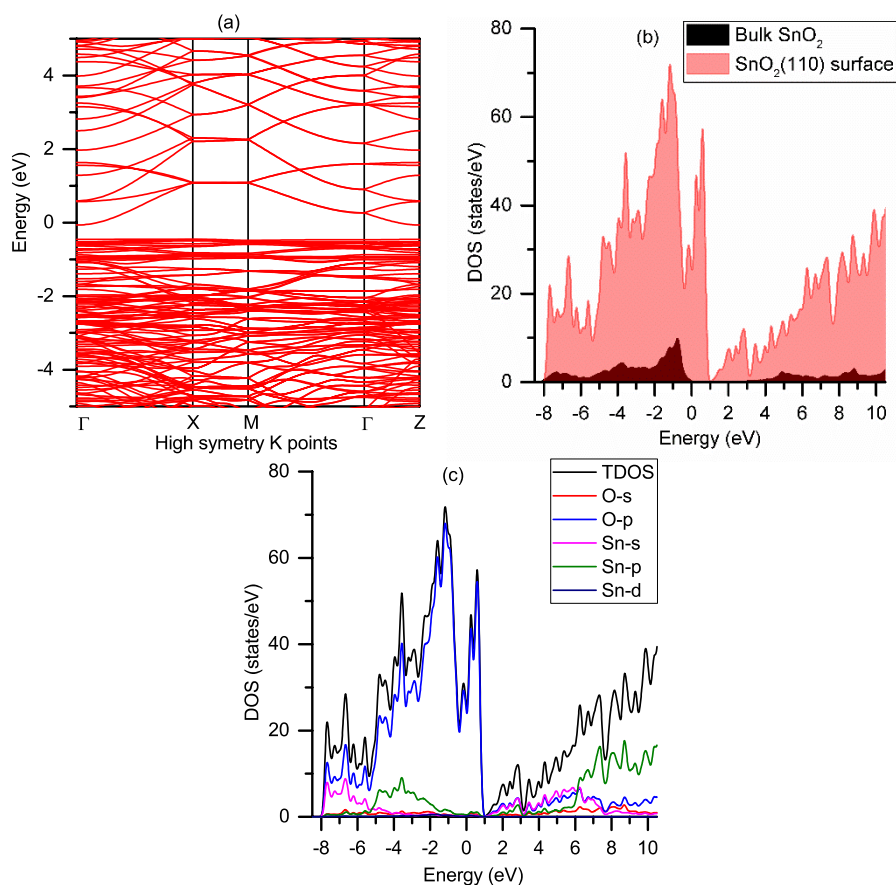 (a)
4
2
0
-2
-4
Energy (eV)
Γ X M Γ Z
High symetry K points
(b)
Bulk SnO₂
SnO₂(110) surface
80
60
40
20
0
DOS (states/eV)
-8 -6 -4 -2 0 2 4 6 8 10
Energy (eV)
(c)
TDOS
O-s
O-p
Sn-s
Sn-p
Sn-d
80
60
40
20
0
DOS (states/eV)
-8 -6 -4 -2 0 2 4 6 8 10
Energy (eV)